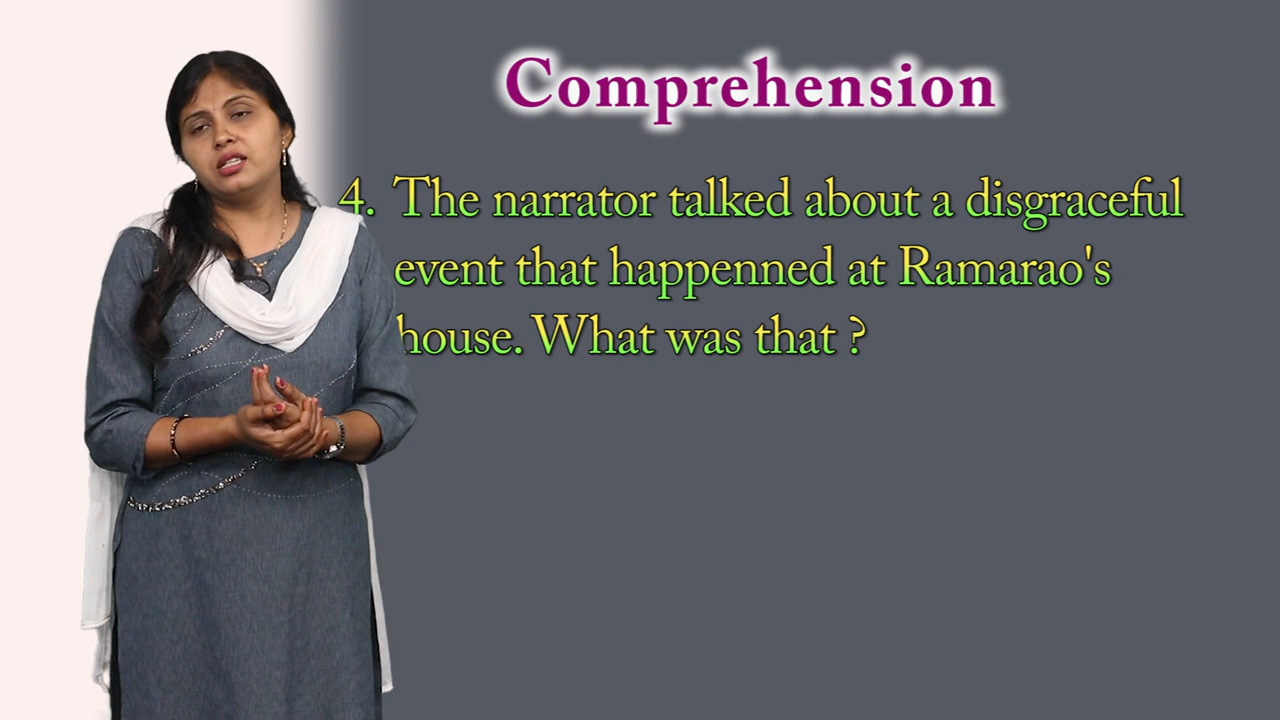 Comprehension
4. The narrator talked about a disgraceful
event that happenned at Ramarao's
house. What was that ?